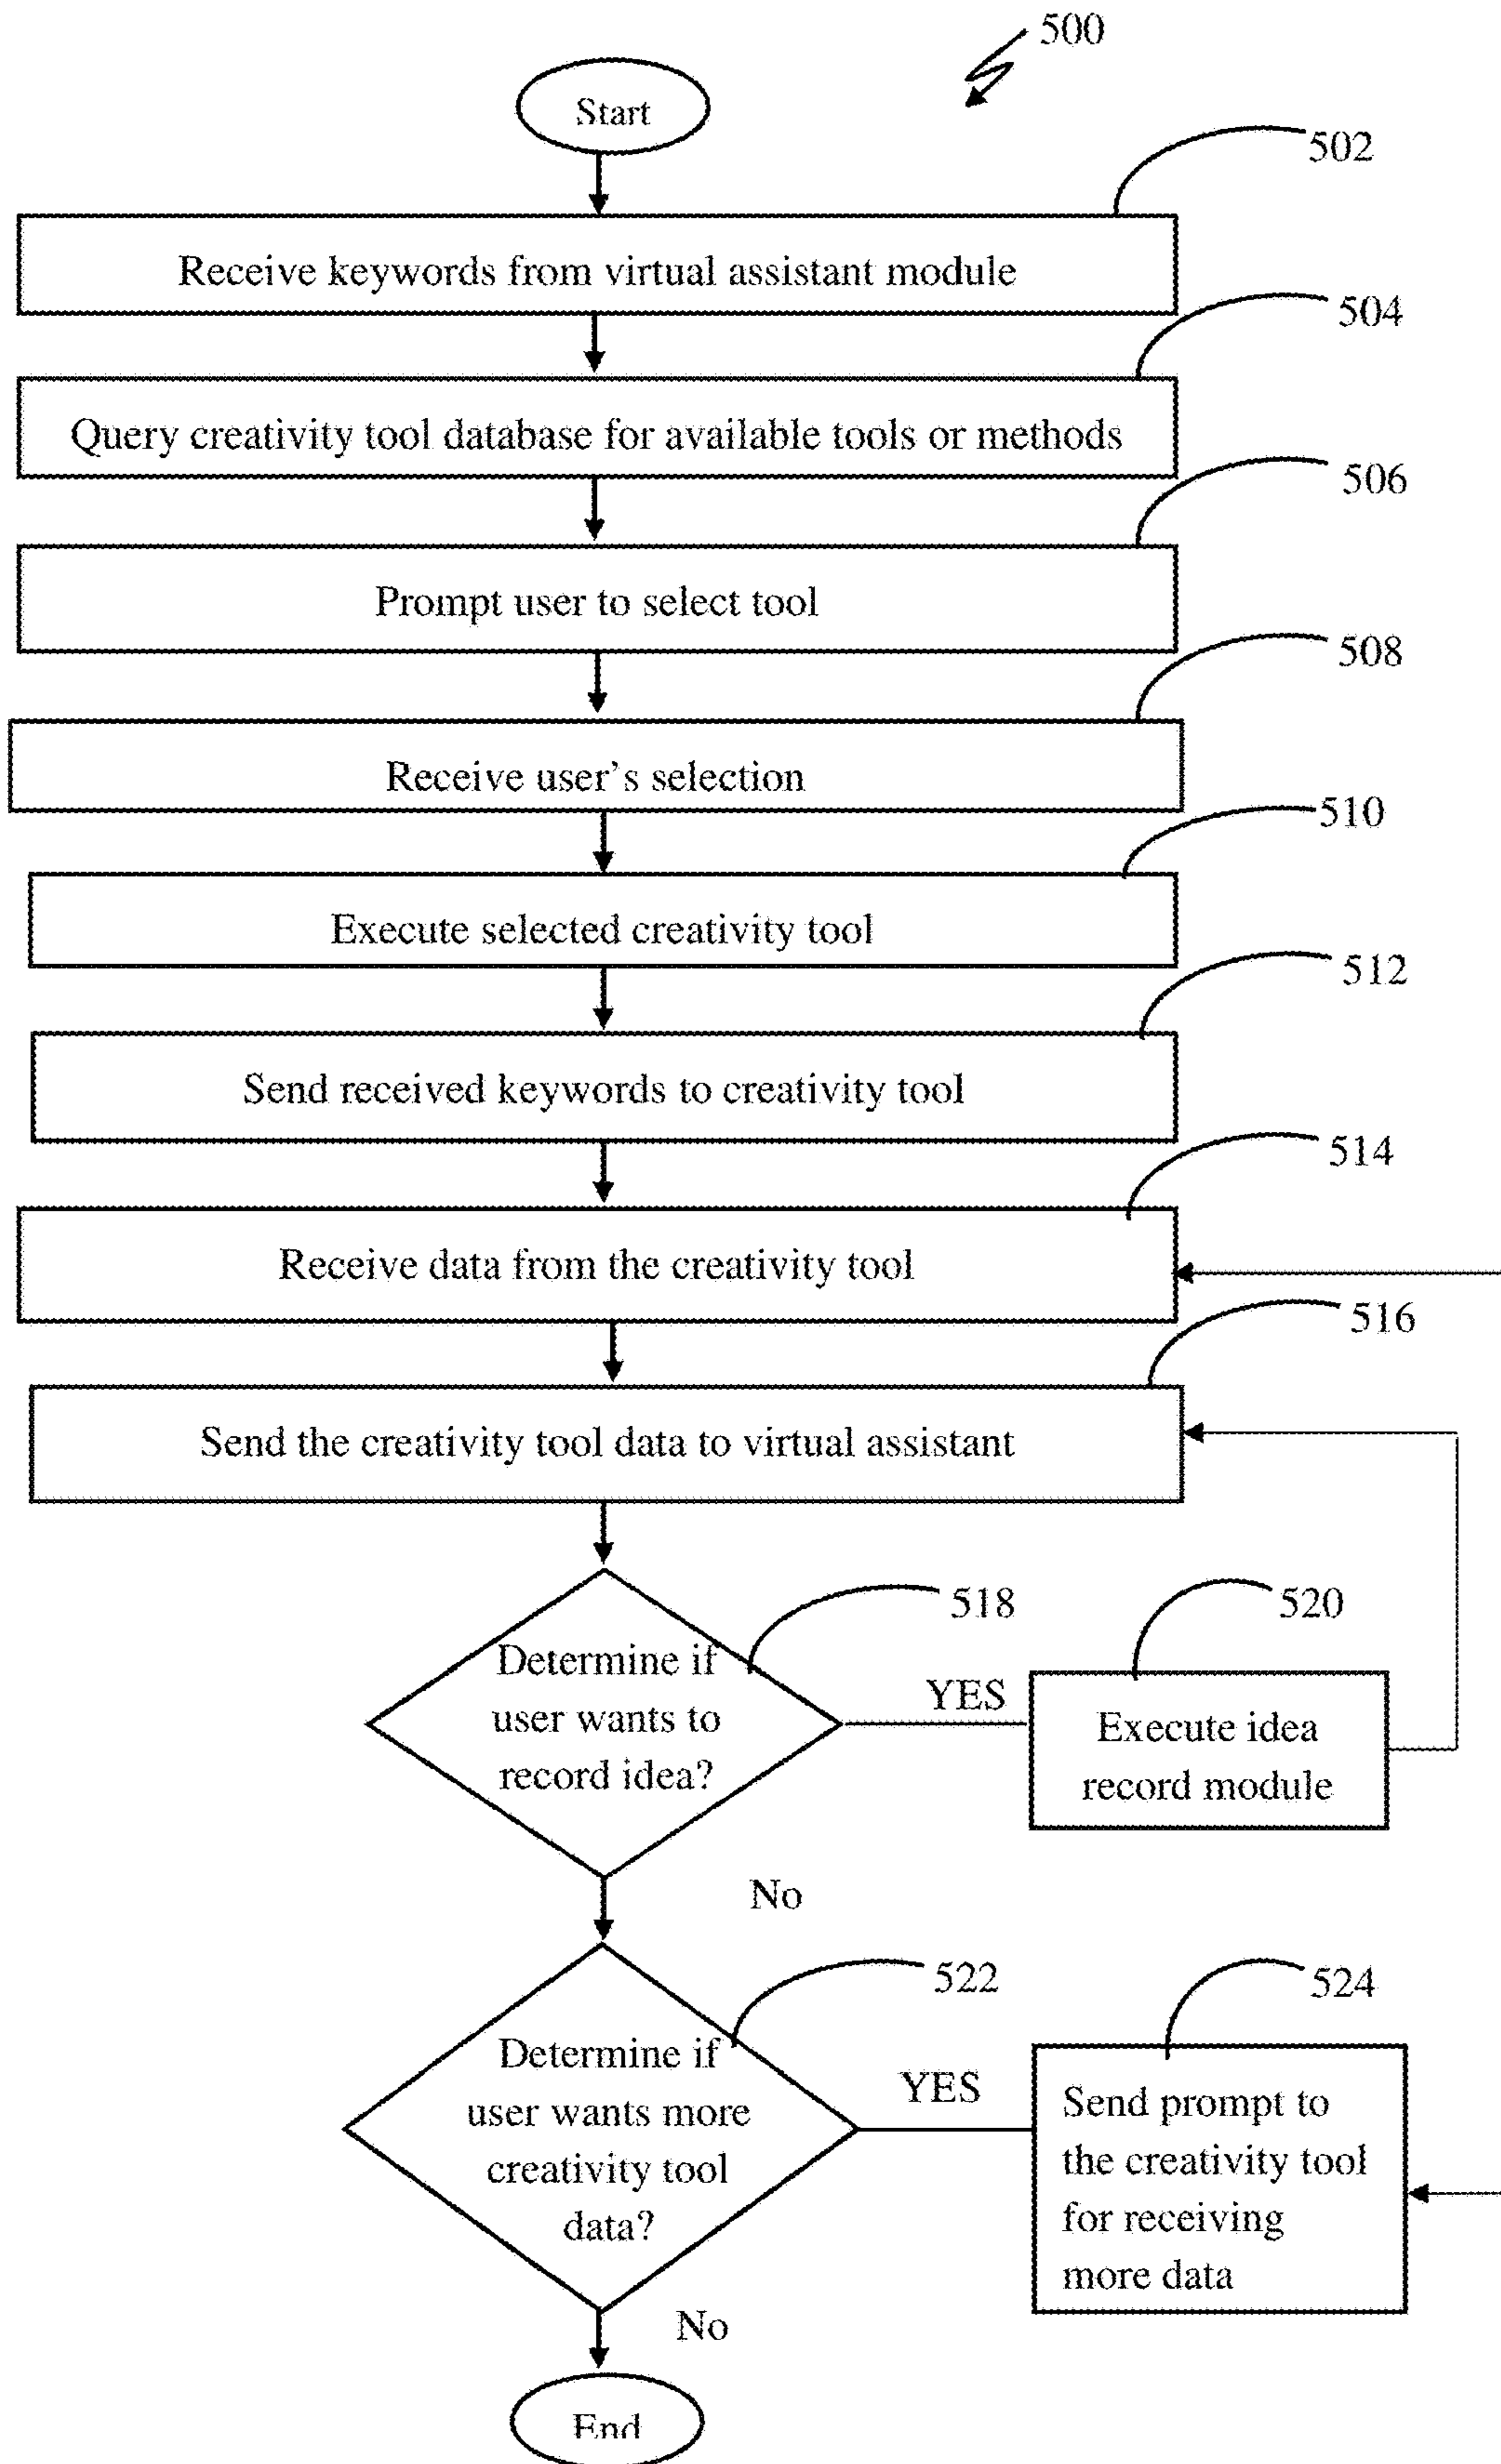 500
Start
502
Receive keywords from virtual assistant module
504
Query creativity tool database for available tools or methods
506
Prompt user to select tool
508
Receive user's selection
510
Execute selected creativity tool
512
Send received keywords to creativity tool
514
Receive data from the creativity tool
516
Send the creativity tool data to virtual assistant
518
Determine if
user wants to
record idea?
YES
520
Execute idea
record module
No
522
Determine if
user wants more
creativity tool
data?
YES
524
Send prompt to
the creativity tool
for receiving
more data
No
End